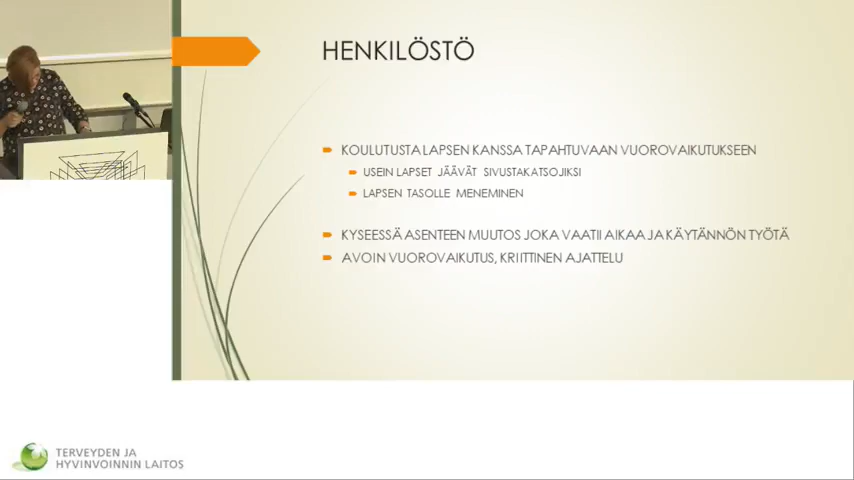 HENKILÖSTÖ
KOULUTUSTA LAPSEN KANSSA TAPAHTUVAAN VUOROVAIKUTUKSEEN
USEIN LAPSET JÄÄVÄT SIVUSTAKATSOJIKSI
LAPSEN TASOLLE MENEMINEN
KYSEESSÄ ASENTEEN MUUTOS JOKA VAATII AIKAA JA KÄYTÄNNÖN TYÖTÄ
AVOIN VUOROVAIKUTUS, KRIITTINEN AJATTELU
TERVEYDEN JA
HYVINVOINNIN LAITOS